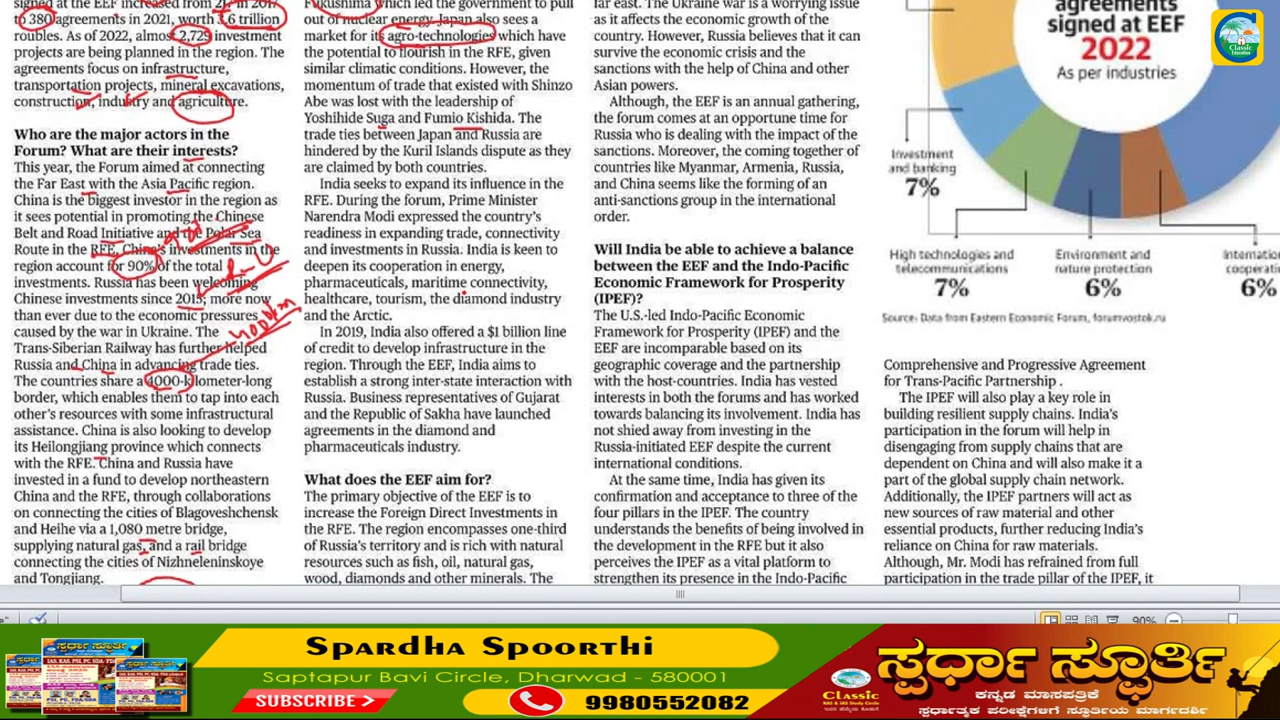 signed at the EEF increased from 217 in 2017
to 380 agreements in 2021, worth 3.6 trillion
roubles. As of 2022, almost 2,729 investment
projects are being planned in the region. The
agreements focus on infrastructure,
transportation projects, mineral excavations,
construction, industry and agriculture.
Who are the major actors in the
Forum? What are their interests?
This year, the Forum aimed at connecting
the Far East with the Asia Pacific region.
China is the biggest investor in the region as
it sees potential in promoting the Chinese
Belt and Road Initiative and the Polar Sea
Route in the RFE. China's investments in the
region account for 90% of the total
investments. Russia has been welcoming
Chinese investments since 2015; more now
than ever due to the economic pressures
caused by the war in Ukraine. The
Trans-Siberian Railway has further helped
Russia and China in advancing trade ties.
The countries share a 4000-kilometer-long
border, which enables them to tap into each
other's resources with some infrastructural
assistance. China is also looking to develop
its Heilongjiang province which connects
with the RFE. China and Russia have
invested in a fund to develop northeastern
China and the RFE, through collaborations
on connecting the cities of Blagoveshchensk
and Heihe via a 1,080 metre bridge,
supplying natural gas, and a rail bridge
connecting the cities of Nizhneleninskoye
and Tongjiang.
Fukushima which led the government to pull
out of nuclear energy. Japan also sees a
market for its agro-technologies which have
the potential to flourish in the RFE, given
similar climatic conditions. However, the
momentum of trade that existed with Shinzo
Abe was lost with the leadership of
Yoshihide Suga and Fumio Kishida. The
trade ties between Japan and Russia are
hindered by the Kuril Islands dispute as they
are claimed by both countries.
India seeks to expand its influence in the
RFE. During the forum, Prime Minister
Narendra Modi expressed the country's
readiness in expanding trade, connectivity
and investments in Russia. India is keen to
deepen its cooperation in energy,
pharmaceuticals, maritime connectivity,
healthcare, tourism, the diamond industry
and the Arctic.
In 2019, India also offered a $1 billion line
of credit to develop infrastructure in the
region. Through the EEF, India aims to
establish a strong inter-state interaction with
Russia. Business representatives of Gujarat
and the Republic of Sakha have launched
agreements in the diamond and
pharmaceuticals industry.
What does the EEF aim for?
The primary objective of the EEF is to
increase the Foreign Direct Investments in
the RFE. The region encompasses one-third
of Russia's territory and is rich with natural
resources such as fish, oil, natural gas,
wood, diamonds and other minerals. The
far east. The Ukraine war is a worrying issue
as it affects the economic growth of the
country. However, Russia believes that it can
survive the economic crisis and the
sanctions with the help of China and other
Asian powers.
Although, the EEF is an annual gathering,
the forum comes at an opportune time for
Russia who is dealing with the impact of the
sanctions. Moreover, the coming together of
countries like Myanmar, Armenia, Russia,
and China seems like the forming of an
anti-sanctions group in the international
order.
Will India be able to achieve a balance
between the EEF and the Indo-Pacific
Economic Framework for Prosperity
(IPEF)?
The U.S.-led Indo-Pacific Economic
Framework for Prosperity (IPEF) and the
EEF are incomparable based on its
geographic coverage and the partnership
with the host-countries. India has vested
interests in both the forums and has worked
towards balancing its involvement. India has
not shied away from investing in the
Russia-initiated EEF despite the current
international conditions.
At the same time, India has given its
confirmation and acceptance to three of the
four pillars in the IPEF. The country
understands the benefits of being involved in
the development in the RFE but it also
perceives the IPEF as a vital platform to
strengthen its presence in the Indo-Pacific
agreements
signed at EEF
2022
As per industries
Investment
and banking
7%
High technologies and
telecommunications
7%
Environment and
nature protection
6%
Internatio
cooperati
6%
Source: Data from Eastern Economic Forum, forumvostok.ru
Comprehensive and Progressive Agreement
for Trans-Pacific Partnership .
The IPEF will also play a key role in
building resilient supply chains. India's
participation in the forum will help in
disengaging from supply chains that are
dependent on China and will also make it a
part of the global supply chain network.
Additionally, the IPEF partners will act as
new sources of raw material and other
essential products, further reducing India's
reliance on China for raw materials.
Although, Mr. Modi has refrained from full
participation in the trade pillar of the IPEF, it
4000km
Classic
Education
90%
Spardha Spoorthi
Saptapur Bavi Circle, Dharwad - 580001
SUBSCRIBE
9980552082
Classic
KAS & IAS Study Circle
ಸ್ಪರ್ಧಾ ಸ್ಫೂರ್ತಿ
ಕನ್ನಡ ಮಾಸಪತ್ರಿಕೆ
ಸ್ಪರ್ಧಾತ್ಮಕ ಪರೀಕ್ಷೆಗಳಿಗೆ ಸ್ಫೂರ್ತಿಯ ಮಾರ್ಗದರ್ಶಿ